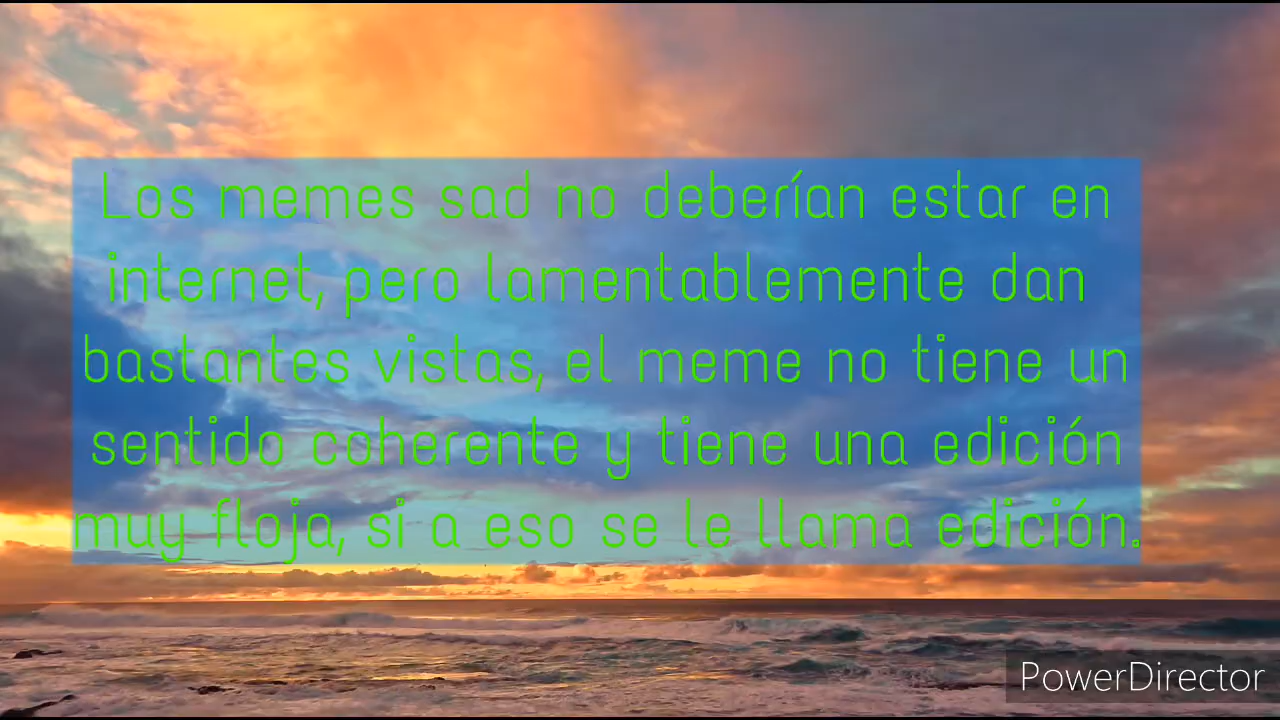 Los memes sad no deberían estar en
internet, pero lamentablemente dan
bastantes vistas, el meme no tiene un
sentido coherente y tiene una edición
muy floja, si a eso se le llama edición.
PowerDirector